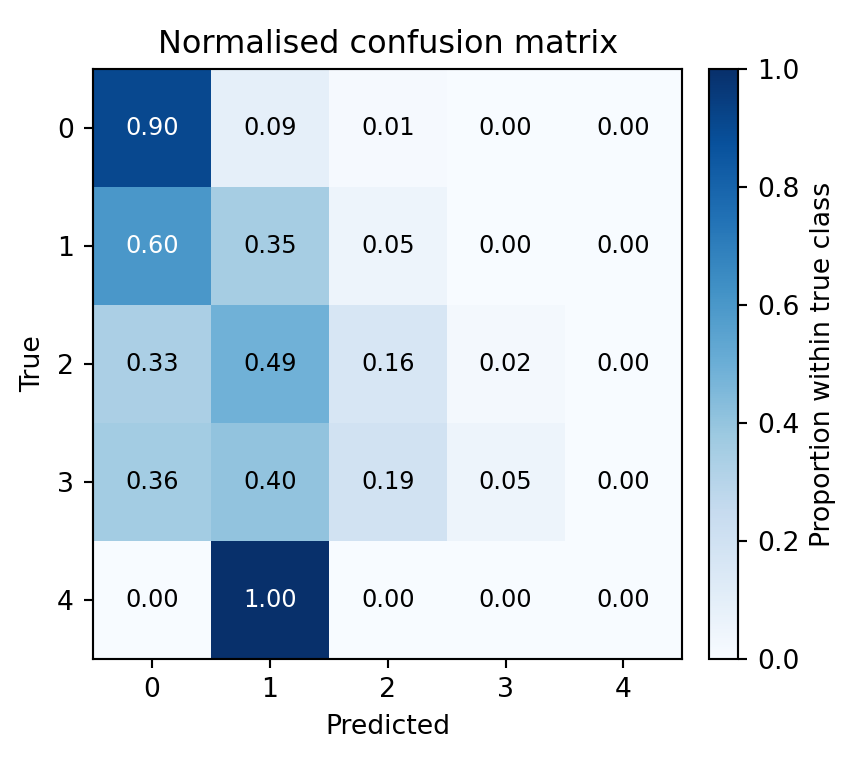 Normalised confusion matrix
0 0.90 0.09 0.01 0.00 0.00
1 0.60 0.35 0.05 0.00 0.00
2 0.33 0.49 0.16 0.02 0.00
3 0.36 0.40 0.19 0.05 0.00
4 0.00 1.00 0.00 0.00 0.00
0 1 2 3 4
Predicted
True
1.0
0.8
0.6
0.4
0.2
0.0
Proportion within true class